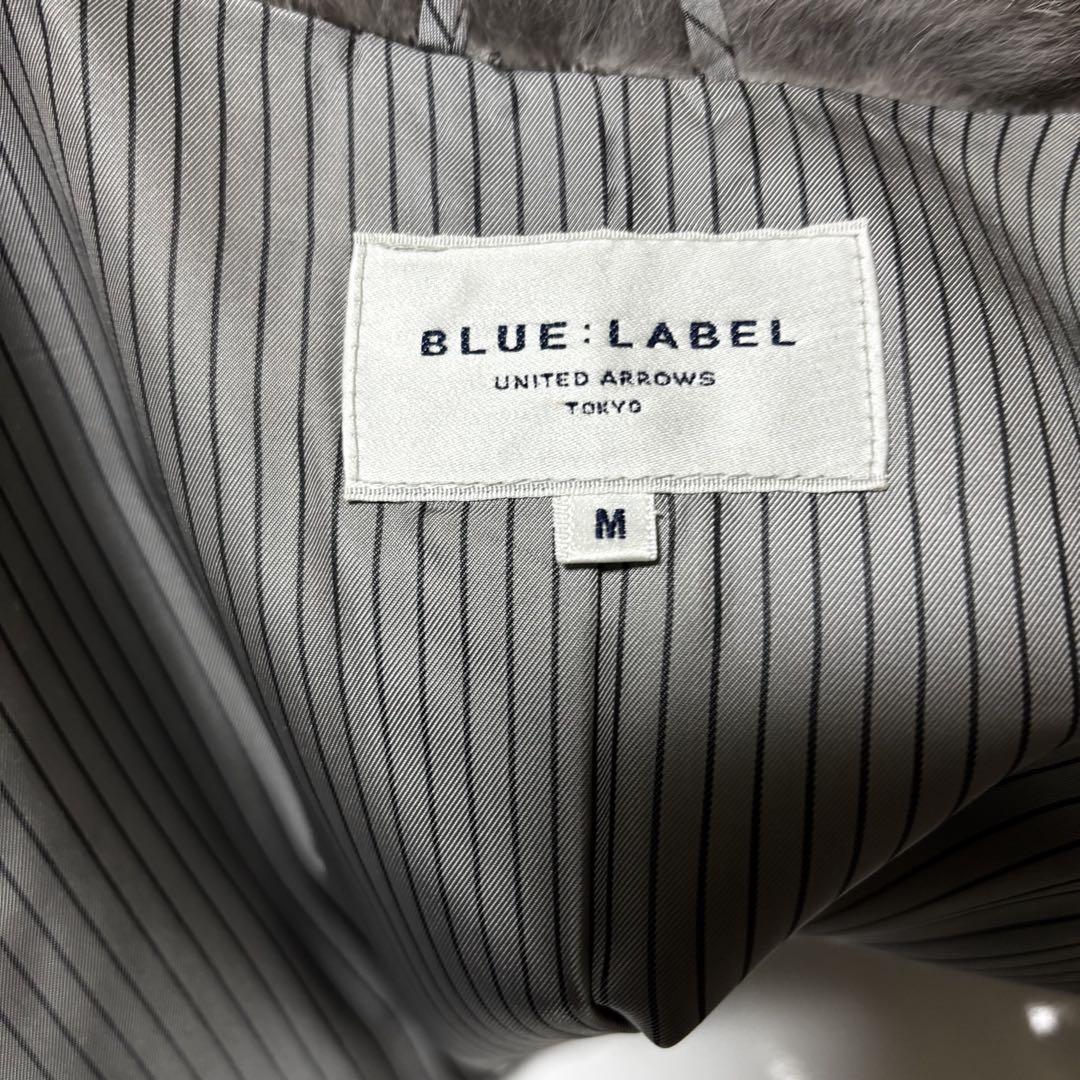 BLUE : LABEL
UNITED ARROWS
TOKYO
M